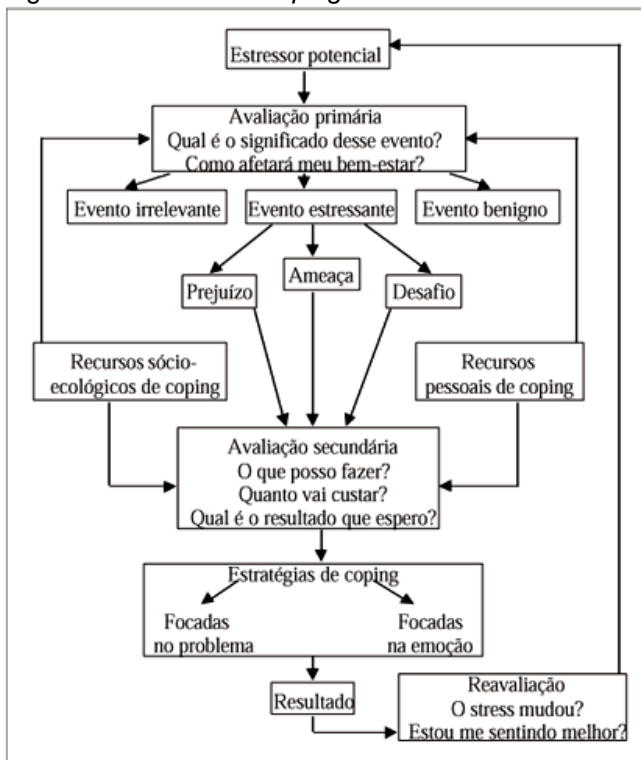 Estressor potencial
Avaliação primária
Qual é o significado desse evento?
Como afetará meu bem-estar?
Evento irrelevante
Evento estressante
Evento benigno
Prejuízo
Ameaça
Desafio
Recursos sócio-
ecológicos de coping
Recursos
pessoais de coping
Avaliação secundária
O que posso fazer?
Quanto vai custar?
Qual é o resultado que espero?
Estratégias de coping
Focadas
no problema
Focadas
na emoção
Resultado
Reavaliação
O stress mudou?
Estou me sentindo melhor?